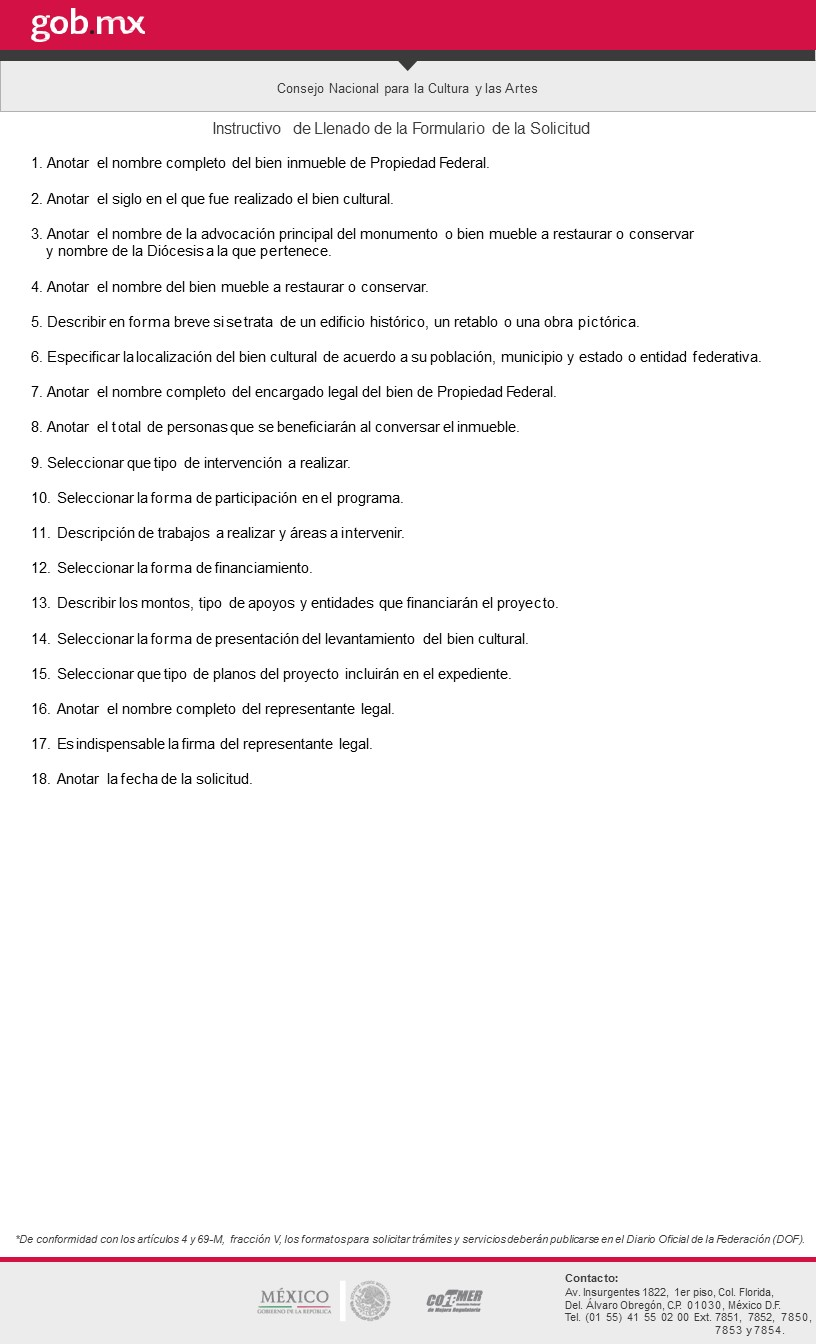 gob.mx
Consejo Nacional para la Cultura y las Artes
Instructivo de Llenado de la Formulario de la Solicitud
1. Anotar el nombre completo del bien inmueble de Propiedad Federal.
2. Anotar el siglo en el que fue realizado el bien cultural.
3. Anotar el nombre de la advocación principal del monumento o bien mueble a restaurar o conservar
y nombre de la Diócesis a la que pertenece.
4. Anotar el nombre del bien mueble a restaurar o conservar.
5. Describir en forma breve si se trata de un edificio histórico, un retablo o una obra pictórica.
6. Especificar la localización del bien cultural de acuerdo a su población, municipio y estado o entidad federativa.
7. Anotar el nombre completo del encargado legal del bien de Propiedad Federal.
8. Anotar el total de personas que se beneficiarán al conversar el inmueble.
9. Seleccionar que tipo de intervención a realizar.
10. Seleccionar la forma de participación en el programa.
11. Descripción de trabajos a realizar y áreas a intervenir.
12. Seleccionar la forma de financiamiento.
13. Describir los montos, tipo de apoyos y entidades que financiarán el proyecto.
14. Seleccionar la forma de presentación del levantamiento del bien cultural.
15. Seleccionar que tipo de planos del proyecto incluirán en el expediente.
16. Anotar el nombre completo del representante legal.
17. Es indispensable la firma del representante legal.
18. Anotar la fecha de la solicitud.
*De conformidad con los artículos 4 y 69-M, fracción V, los formatos para solicitar trámites y servicios deberán publicarse en el Diario Oficial de la Federación (DOF).
MÉXICO
GOBIERNO DE LA REPÚBLICA
COFEMER
de Mejora Regulatoria
Contacto:
Av. Insurgentes 1822, 1er piso, Col. Florida,
Del. Álvaro Obregón, C.P. 01030, México D.F.
Tel. (01 55) 41 55 02 00 Ext. 7851, 7852, 7850,
7853 y 7854.